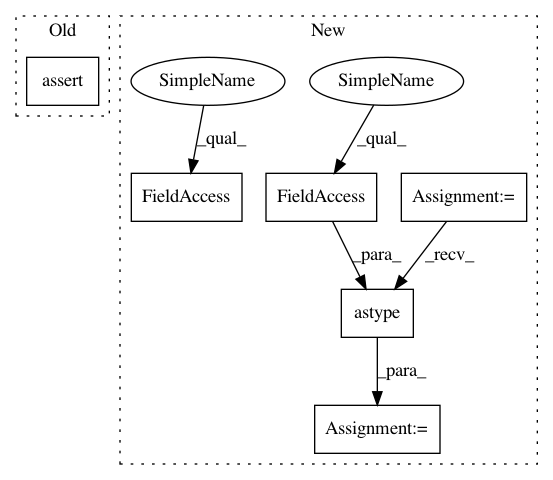 Old
New
assert
SimpleName
SimpleName
_qual_
_qual_
FieldAccess
FieldAccess
Assignment:=
_para_
_recv_
astype
_para_
Assignment:=